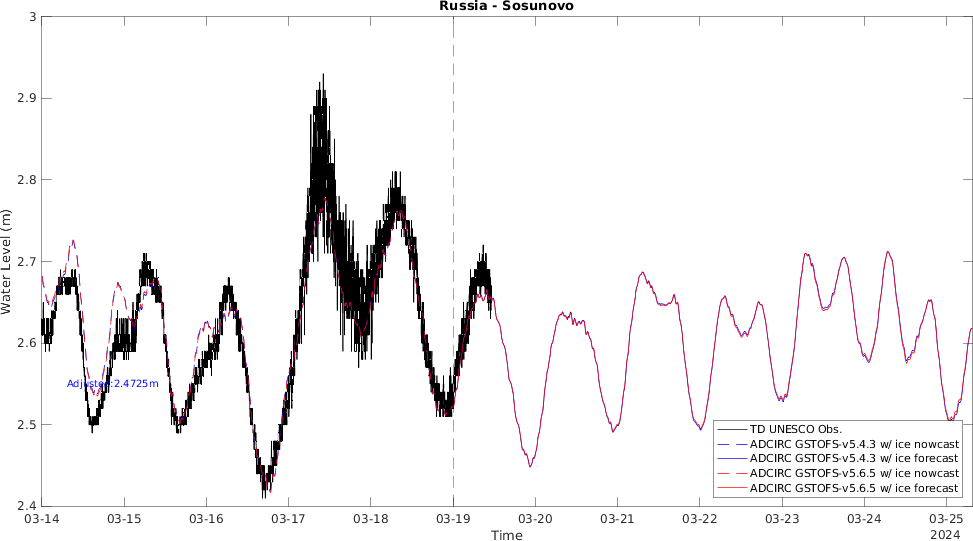 Russia - Sosunovo
3
2.9
2.8
2.7
2.6
2.5
2.4
Water Level (m)
Adjusted:2.4725m
TD UNESCO Obs.
ADCIRC GSTOFS-v5.4.3 w/ ice nowcast
ADCIRC GSTOFS-v5.4.3 w/ ice forecast
ADCIRC GSTOFS-v5.6.5 w/ ice nowcast
ADCIRC GSTOFS-v5.6.5 w/ ice forecast
03-14 03-15 03-16 03-17 03-18 03-19 03-20 03-21 03-22 03-23 03-24 03-25
Time
2024